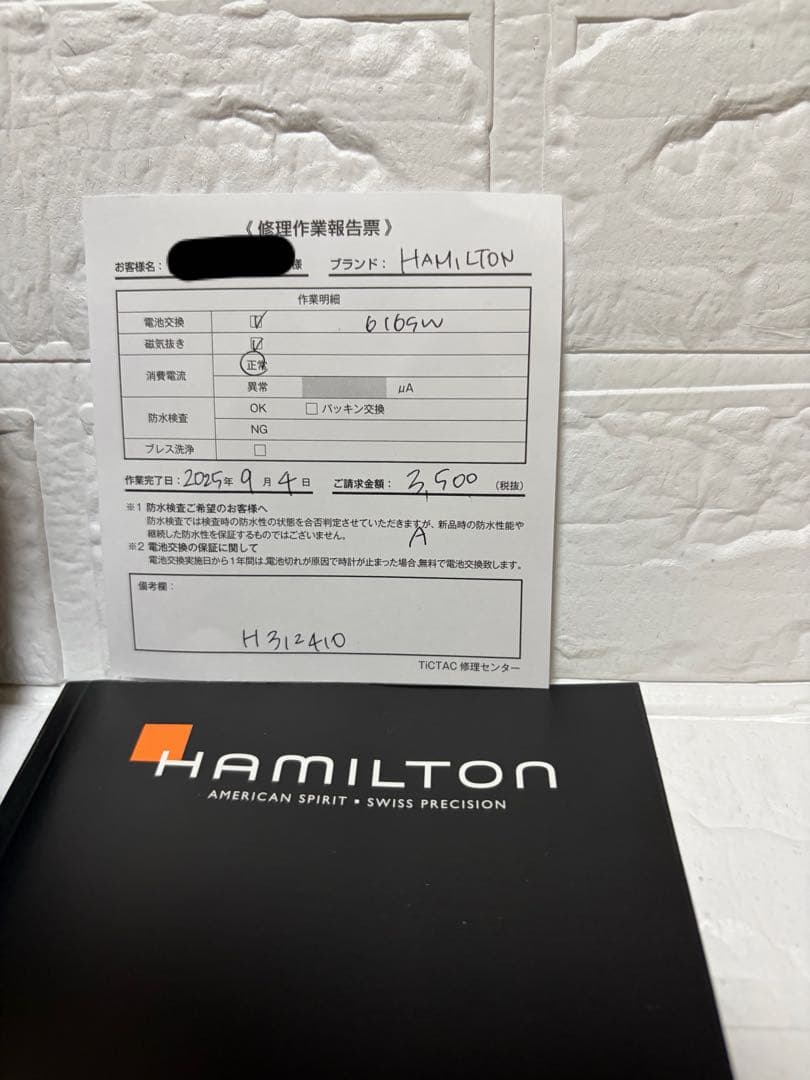 《修理作業報告票》
お客様名： 様 ブランド： HAMILTON
作業明細
電池交換 ☑ 616SW
磁気抜き ☑
消費電流 正常
異常 μA
防水検査 OK □ パッキン交換
NG
ブレス洗浄 □
作業完了日：2025年 9月 4日 ご請求金額： 3,500 (税抜)
※1 防水検査ご希望のお客様へ
防水検査では検査時の防水性の状態を合否判定させていただきますが、新品時の防水性能や
継続した防水性を保証するものではございません。
A
※2 電池交換の保証に関して
電池交換実施日から1年間は、電池切れが原因で時計が止まった場合、無料で電池交換致します。
備考欄：
H312410
TiCTAC 修理センター
HAMILTON
AMERICAN SPIRIT ▪ SWISS PRECISION